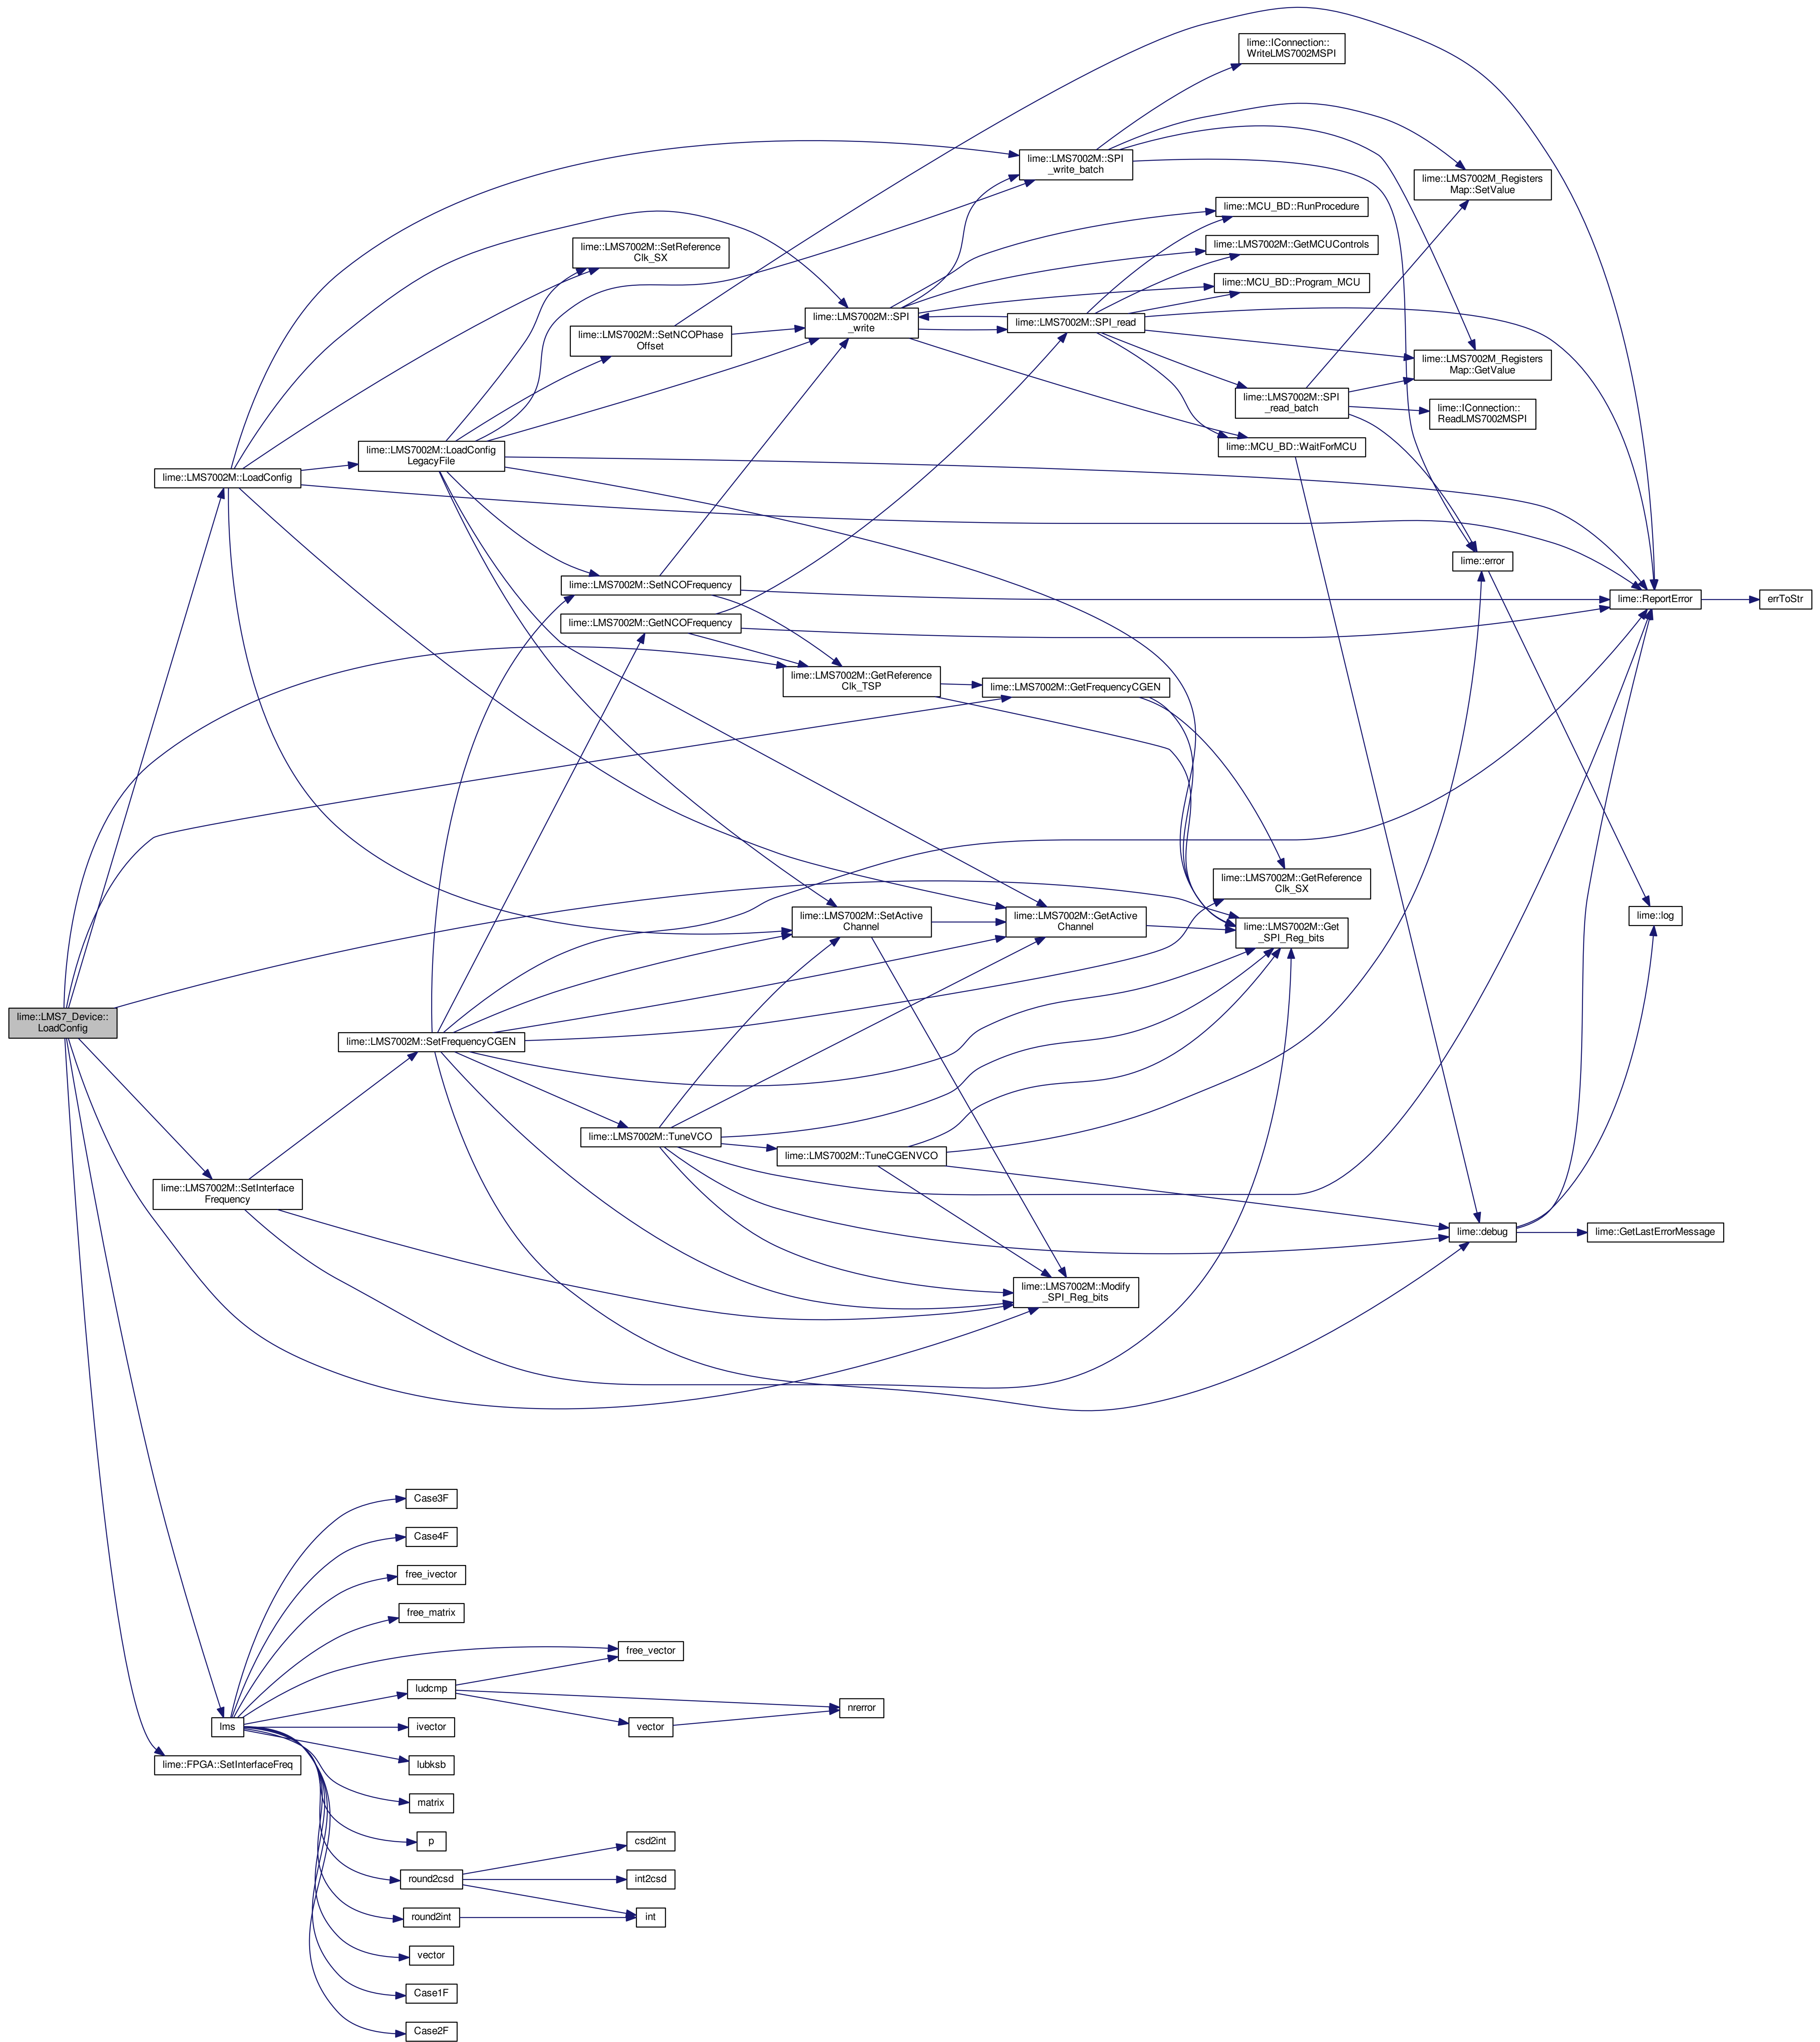 lime::IConnection::
WriteLMS7002MSPI
lime::LMS7002M::SPI
_write_batch
lime::LMS7002M_Registers
Map::SetValue
lime::MCU_BD::RunProcedure
lime::LMS7002M::SetReference
Clk_SX
lime::LMS7002M::GetMCUControls
lime::MCU_BD::Program_MCU
lime::LMS7002M::SetNCOPhase
Offset
lime::LMS7002M::SPI
_write
lime::LMS7002M::SPI_read
lime::LMS7002M_Registers
Map::GetValue
lime::LMS7002M::SPI
_read_batch
lime::IConnection::
ReadLMS7002MSPI
lime::MCU_BD::WaitForMCU
lime::LMS7002M::LoadConfig
LegacyFile
lime::LMS7002M::LoadConfig
lime::error
lime::LMS7002M::SetNCOFrequency
lime::ReportError
errToStr
lime::LMS7002M::GetNCOFrequency
lime::LMS7002M::GetReference
Clk_TSP
lime::LMS7002M::GetFrequencyCGEN
lime::LMS7002M::GetReference
Clk_SX
lime::LMS7002M::SetActive
Channel
lime::LMS7002M::GetActive
Channel
lime::LMS7002M::Get
_SPI_Reg_bits
lime::log
lime::LMS7_Device::
LoadConfig
lime::LMS7002M::SetFrequencyCGEN
lime::LMS7002M::TuneVCO
lime::LMS7002M::TuneCGENVCO
lime::LMS7002M::SetInterface
Frequency
lime::debug
lime::GetLastErrorMessage
lime::LMS7002M::Modify
_SPI_Reg_bits
Case3F
Case4F
free_ivector
free_matrix
free_vector
ludcmp
nrerror
lms
ivector
vector
lime::FPGA::SetInterfaceFreq
lubksb
matrix
p
csd2int
round2csd
int2csd
round2int
int
vector
Case1F
Case2F